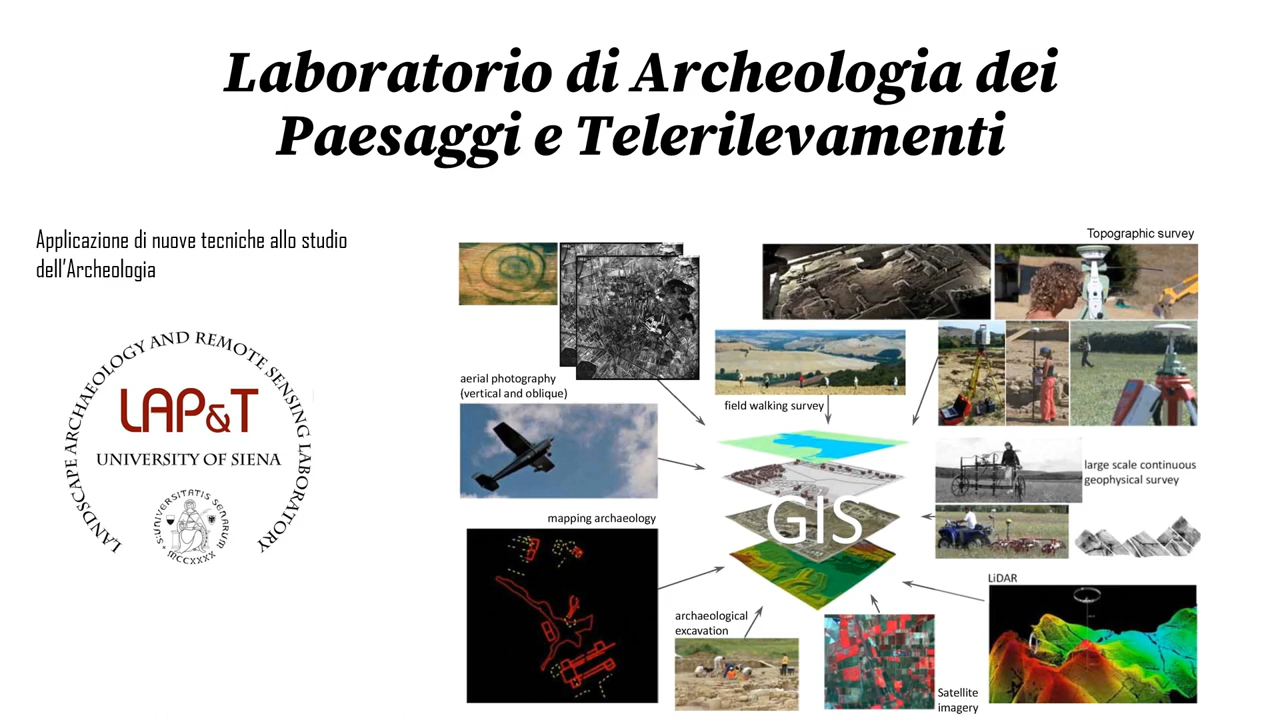 Laboratorio di Archeologia dei
Paesaggi e Telerilevamenti
Applicazione di nuove tecniche allo studio
dell'Archeologia
LANDSCAPE ARCHAEOLOGY AND REMOTE SENSING LABORATORY
LAP&T
UNIVERSITY OF SIENA
S·UNIVERSITATIS SENARUM
MCCXXXX
Topographic survey
aerial photography
(vertical and oblique)
field walking survey
large scale continuous
geophysical survey
GIS
mapping archaeology
LiDAR
archaeological
excavation
Satellite
imagery